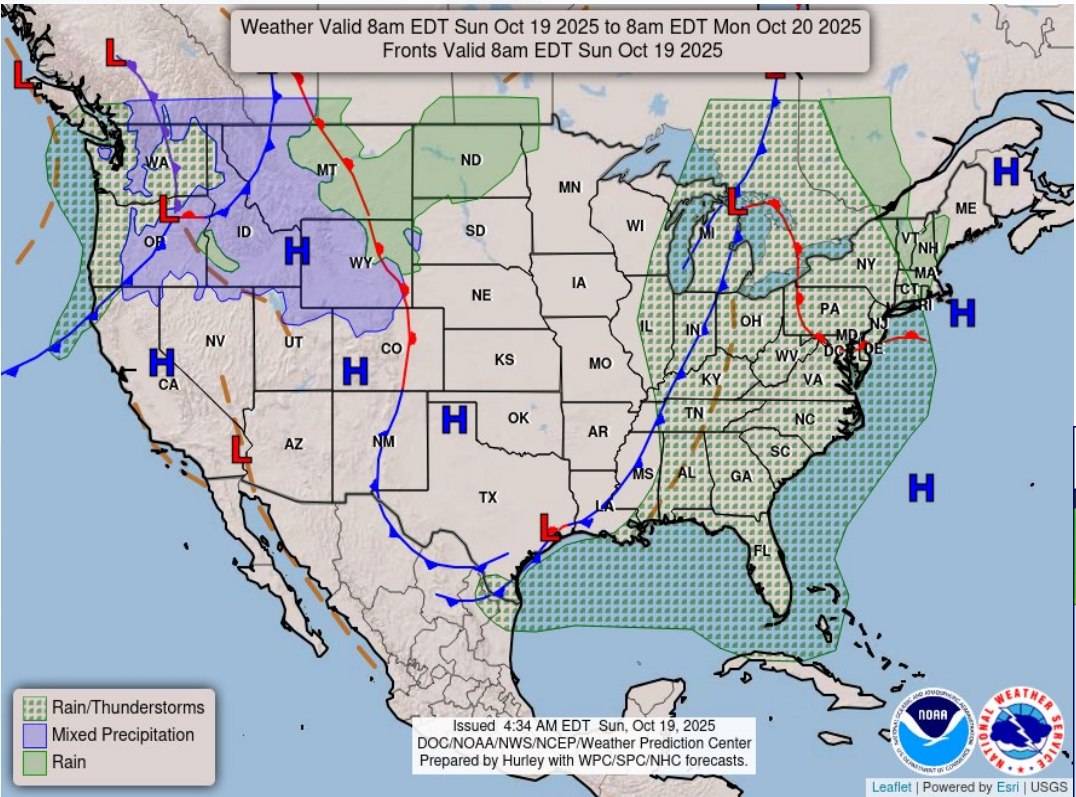 Weather Valid 8am EDT Sun Oct 19 2025 to 8am EDT Mon Oct 20 2025
Fronts Valid 8am EDT Sun Oct 19 2025
L
L
L
WA
MT
ND
MN
ME
H
L
OR
ID
H
WY
SD
WI
MI
L
VT
NH
NY
MA
CT
RI
H
NE
IA
IL
IN
OH
PA
NJ
MD
DE
DC
NV
UT
CO
H
H
CA
KS
MO
WV
KY
VA
L
AZ
NM
H
OK
AR
TN
NC
SC
TX
MS
AL
GA
H
LA
L
FL
Rain/Thunderstorms
Mixed Precipitation
Rain
Issued 4:34 AM EDT Sun, Oct 19, 2025
DOC/NOAA/NWS/NCEP/Weather Prediction Center
Prepared by Hurley with WPC/SPC/NHC forecasts.
NOAA
NATIONAL WEATHER SERVICE
Leaflet | Powered by Esri | USGS